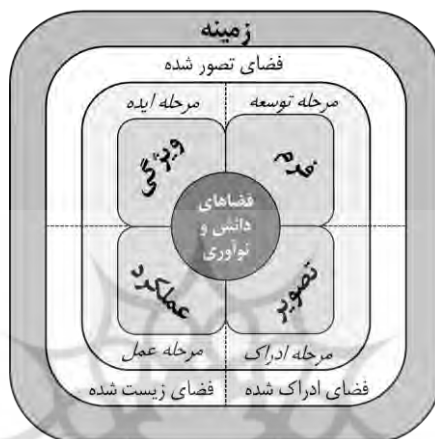 زمینه
فضای تصور شده
مرحله توسعه
مرحله ایده
فرم
ویژگی
فضاهای
دانش و
نوآوری
تصویر
عملکرد
مرحله ادراک
مرحله عمل
فضای ادراک شده
فضای زیست شده